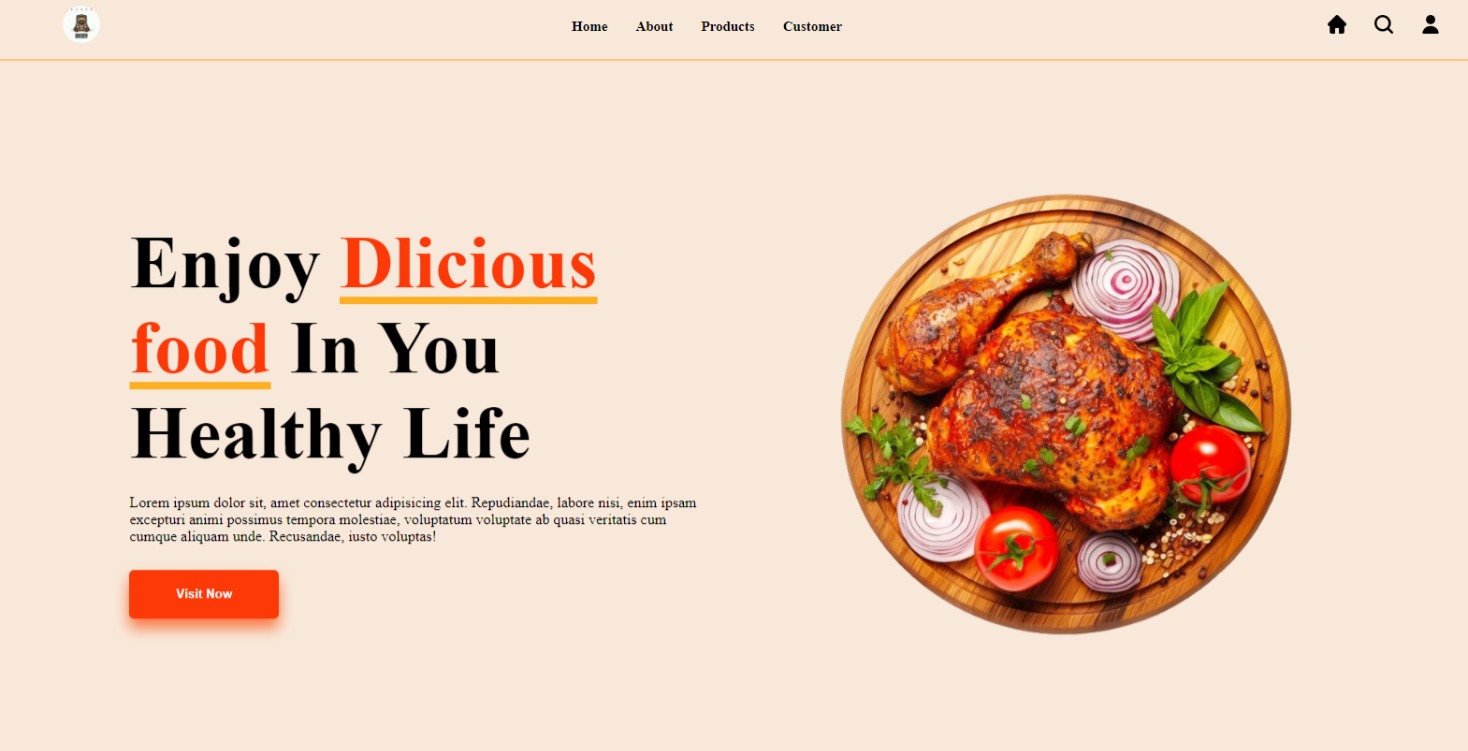 Home About Products Customer
Enjoy Dlicious
food In You
Healthy Life
Lorem ipsum dolor sit, amet consectetur adipisicing elit. Repudiandae, labore nisi, enim ipsam
excepturi animi possimus tempora molestiae, voluptatum voluptate ab quasi veritatis cum
cumque aliquam unde. Recusandae, iusto voluptas!
Visit Now